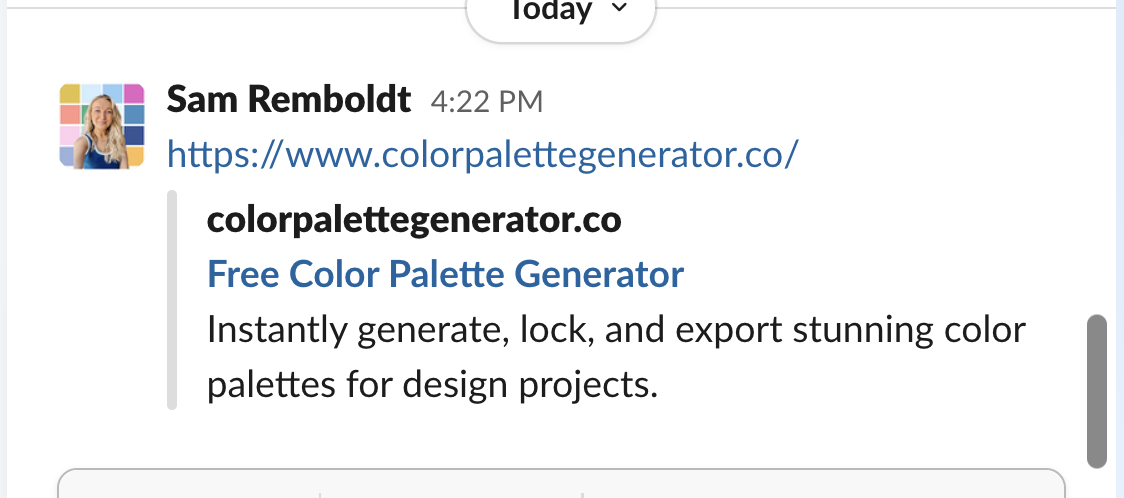 Today
Sam Remboldt 4:22 PM
https://www.colorpalettegenerator.co/
colorpalettegenerator.co
Free Color Palette Generator
Instantly generate, lock, and export stunning color
palettes for design projects.